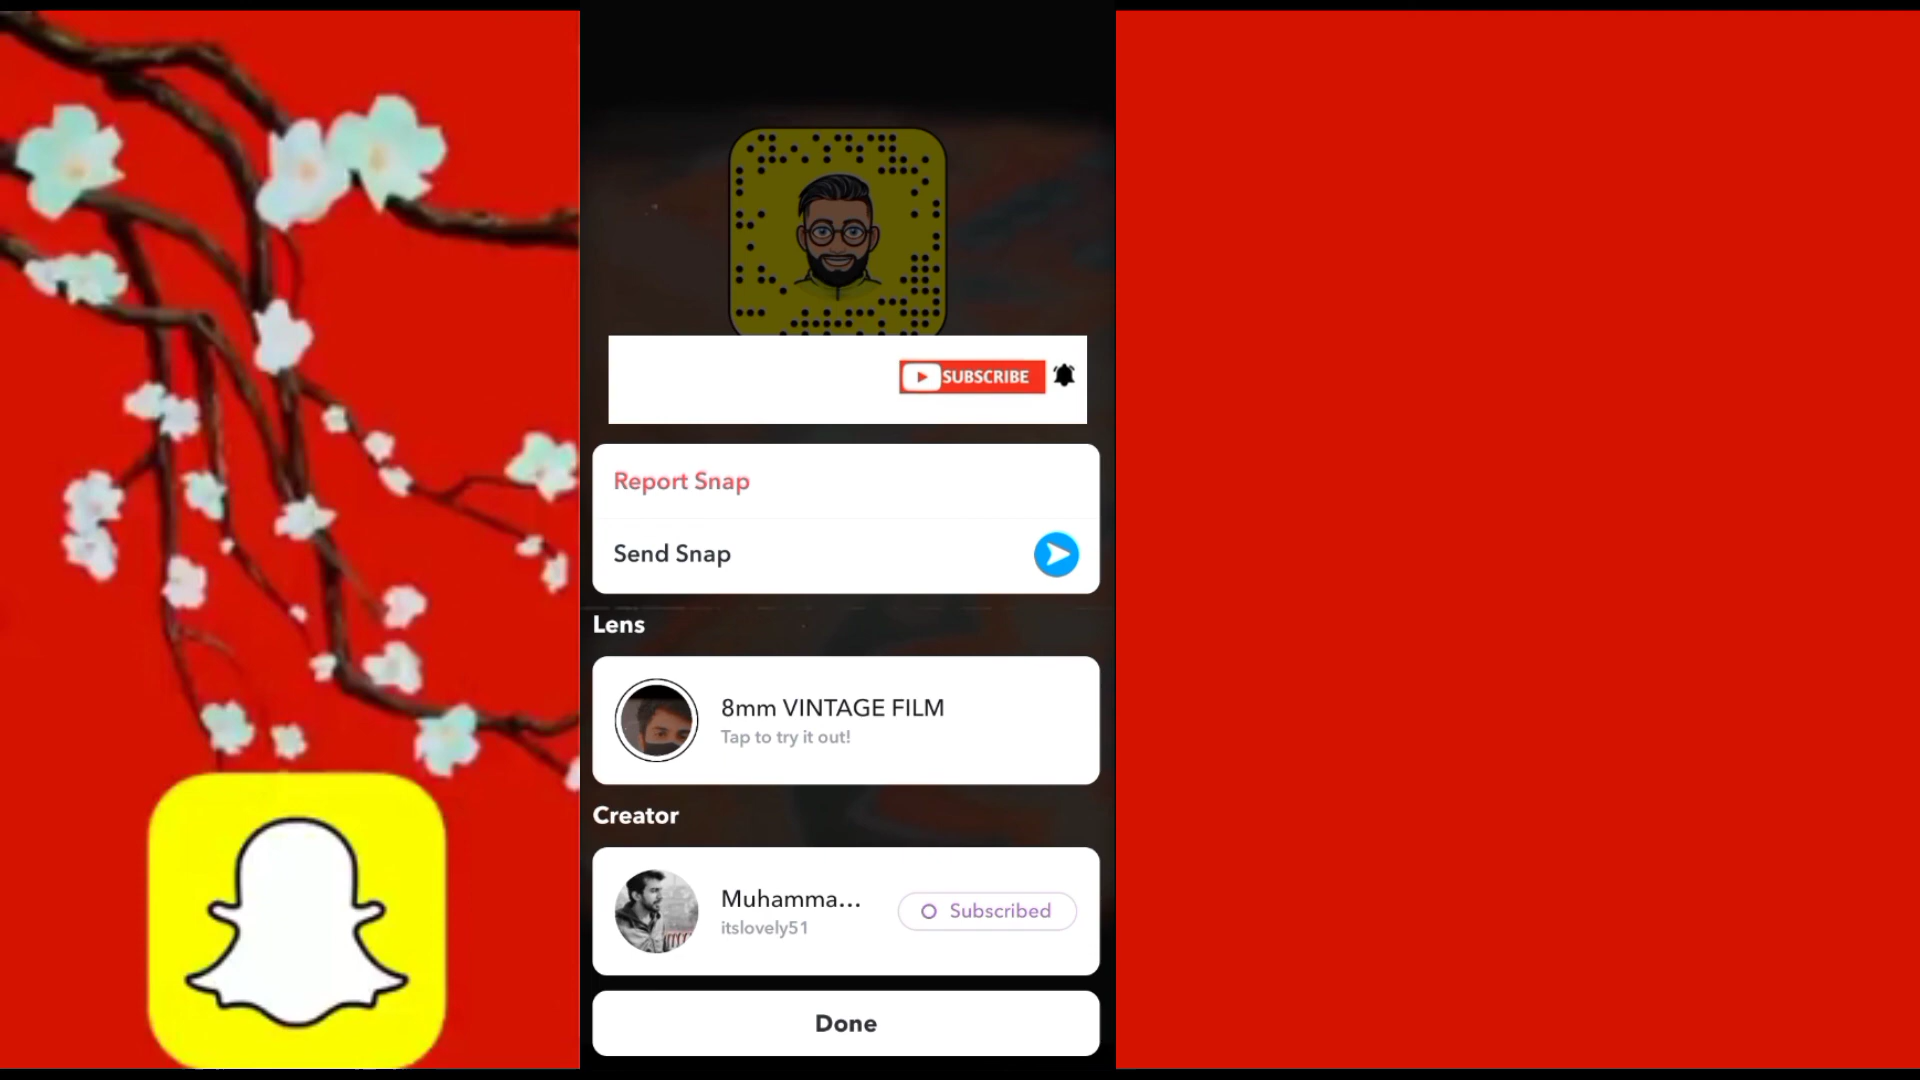 SUBSCRIBE
Report Snap
Send Snap
Lens
8mm VINTAGE FILM
Tap to try it out!
Creator
Muhamma...
itslovely51
Subscribed
Done